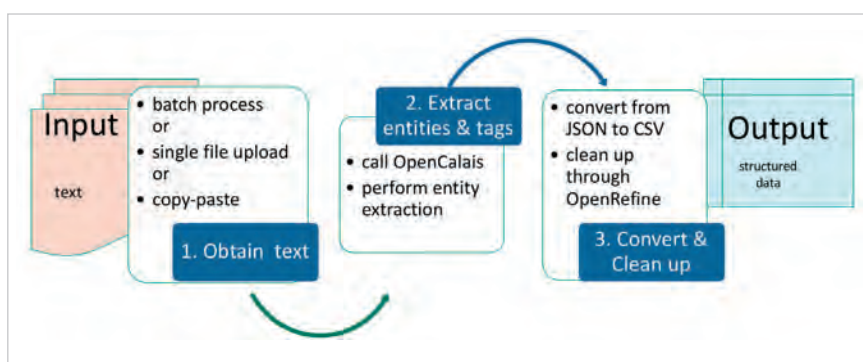 Input
text
• batch process
or
• single file upload
or
• copy-paste
1. Obtain text
2. Extract
entities & tags
• call OpenCalais
• perform entity
extraction
• convert from
JSON to CSV
• clean up
through
OpenRefine
3. Convert &
Clean up
Output
structured
data